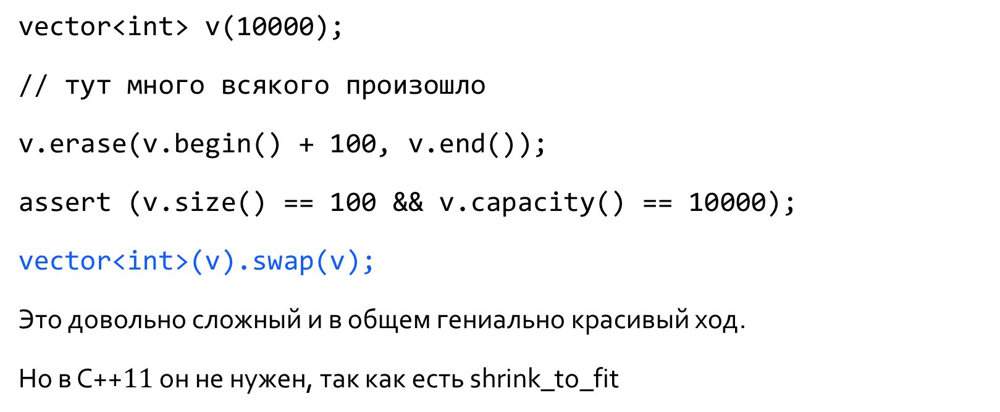 vector<int> v(10000);
// тут много всякого произошло
v.erase(v.begin() + 100, v.end());
assert (v.size() == 100 && v.capacity() == 10000);
vector<int>(v).swap(v);
Это довольно сложный и в общем гениально красивый ход.
Но в C++11 он не нужен, так как есть shrink_to_fit